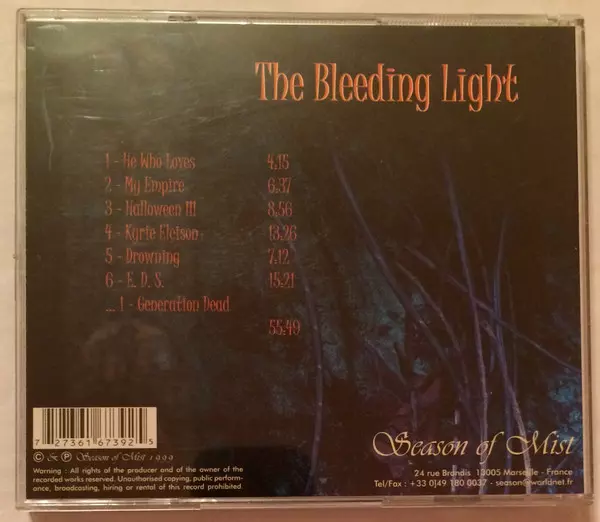 The Bleeding Light
1 - He Who Loves 4.15
2 - My Empire 6.37
3 - Halloween III 8.56
4 - Kyrie Eleison 13.26
5 - Drowning 7.12
6 - E. D. S. 15.21
... 1 - Generation Dead
55.49
7 27361 67392 5
© & ℗ Season of Mist 1999
Warning : All rights of the producer and of the owner of the
recorded works reserved. Unauthorised copying, public perform-
ance, broadcasting, hiring or rental of this record prohibited.
Season of Mist
24 rue Brandis 13005 Marseille - France
Tel/Fax : + 33 0)49 180 0037 - season@worldnet.fr